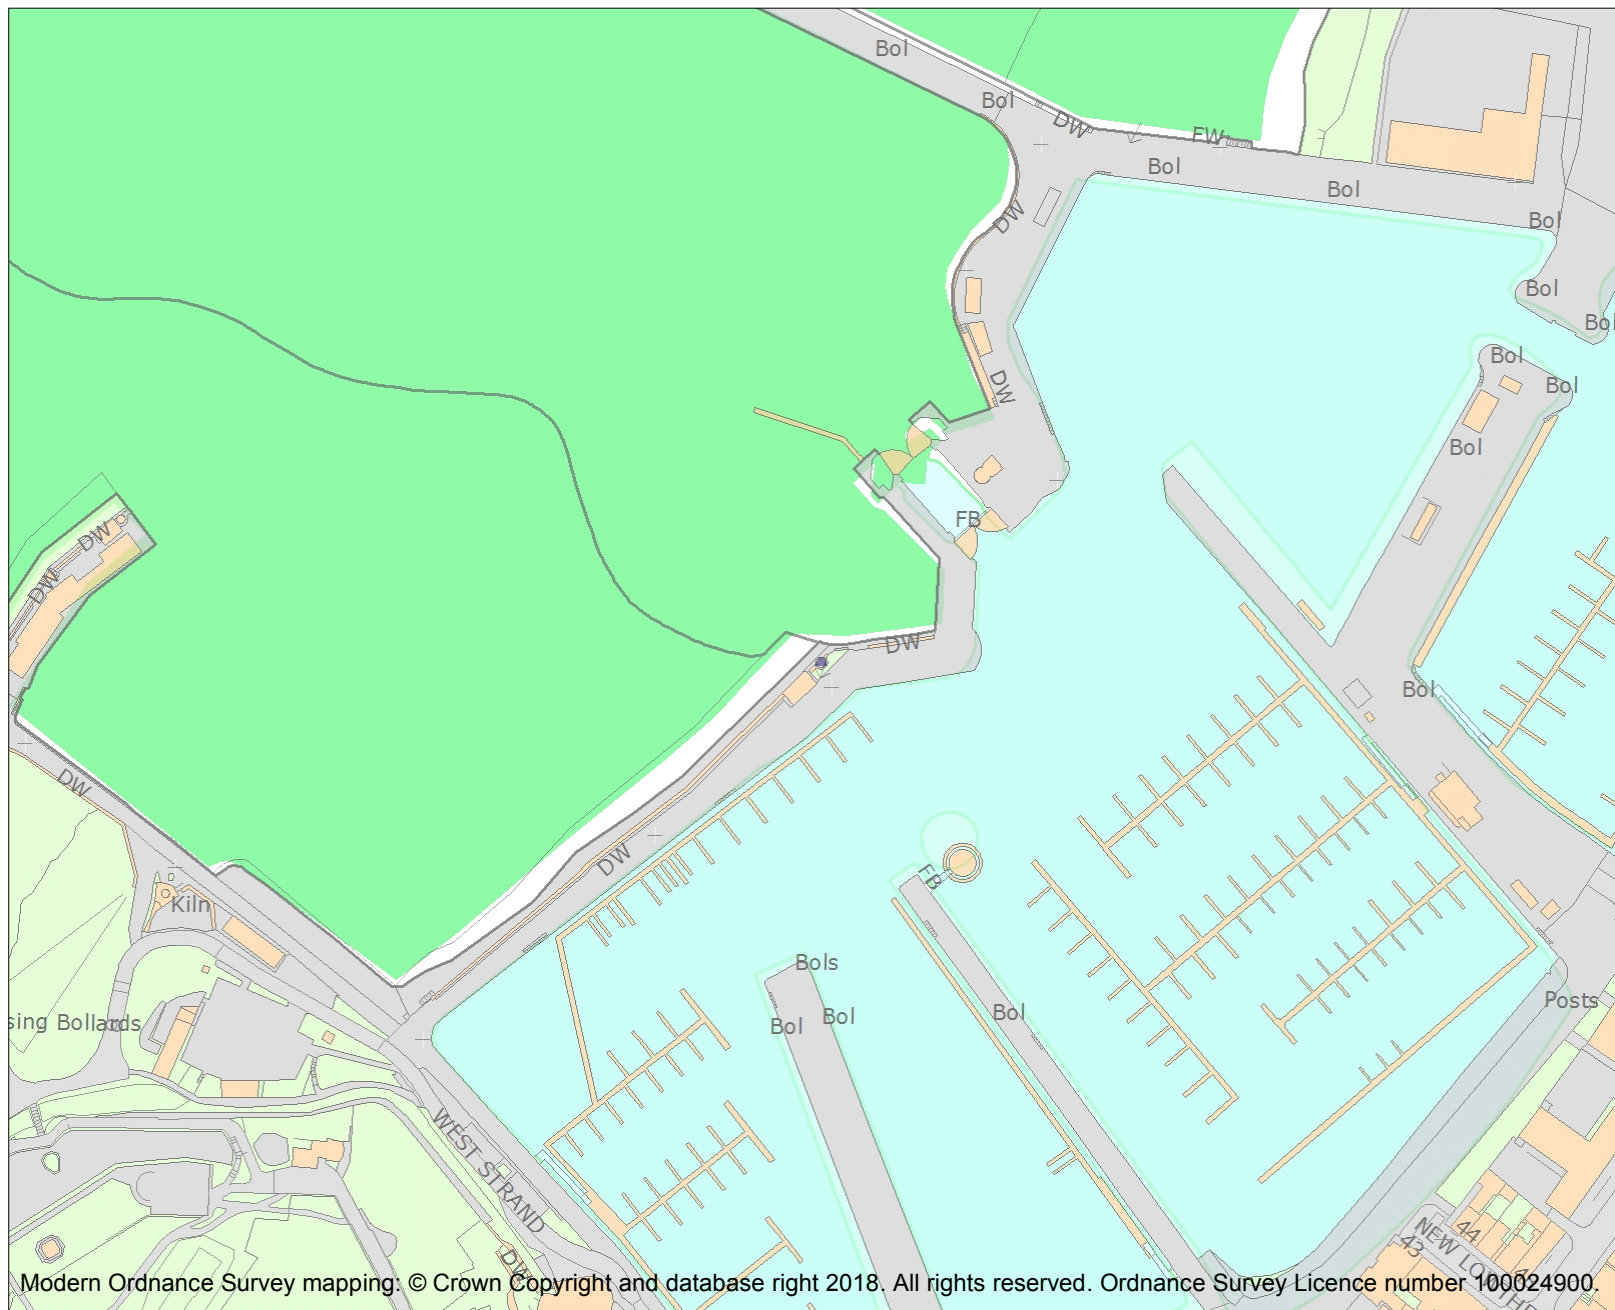 Bol
Bol
DW
FW
Bol
Bol
Bol
DW
Bol
Bol
DW
Bol
Bol
Bol
FB
DW
DW
DW
Bol
DW
DW
FB
Kiln
Bols
Bol
Bol
Bol
Posts
sing Bollards
WEST STRAND
DW
44
43
NEW LOWTH
Modern Ordnance Survey mapping: © Crown Copyright and database right 2018. All rights reserved. Ordnance Survey Licence number 100024900.